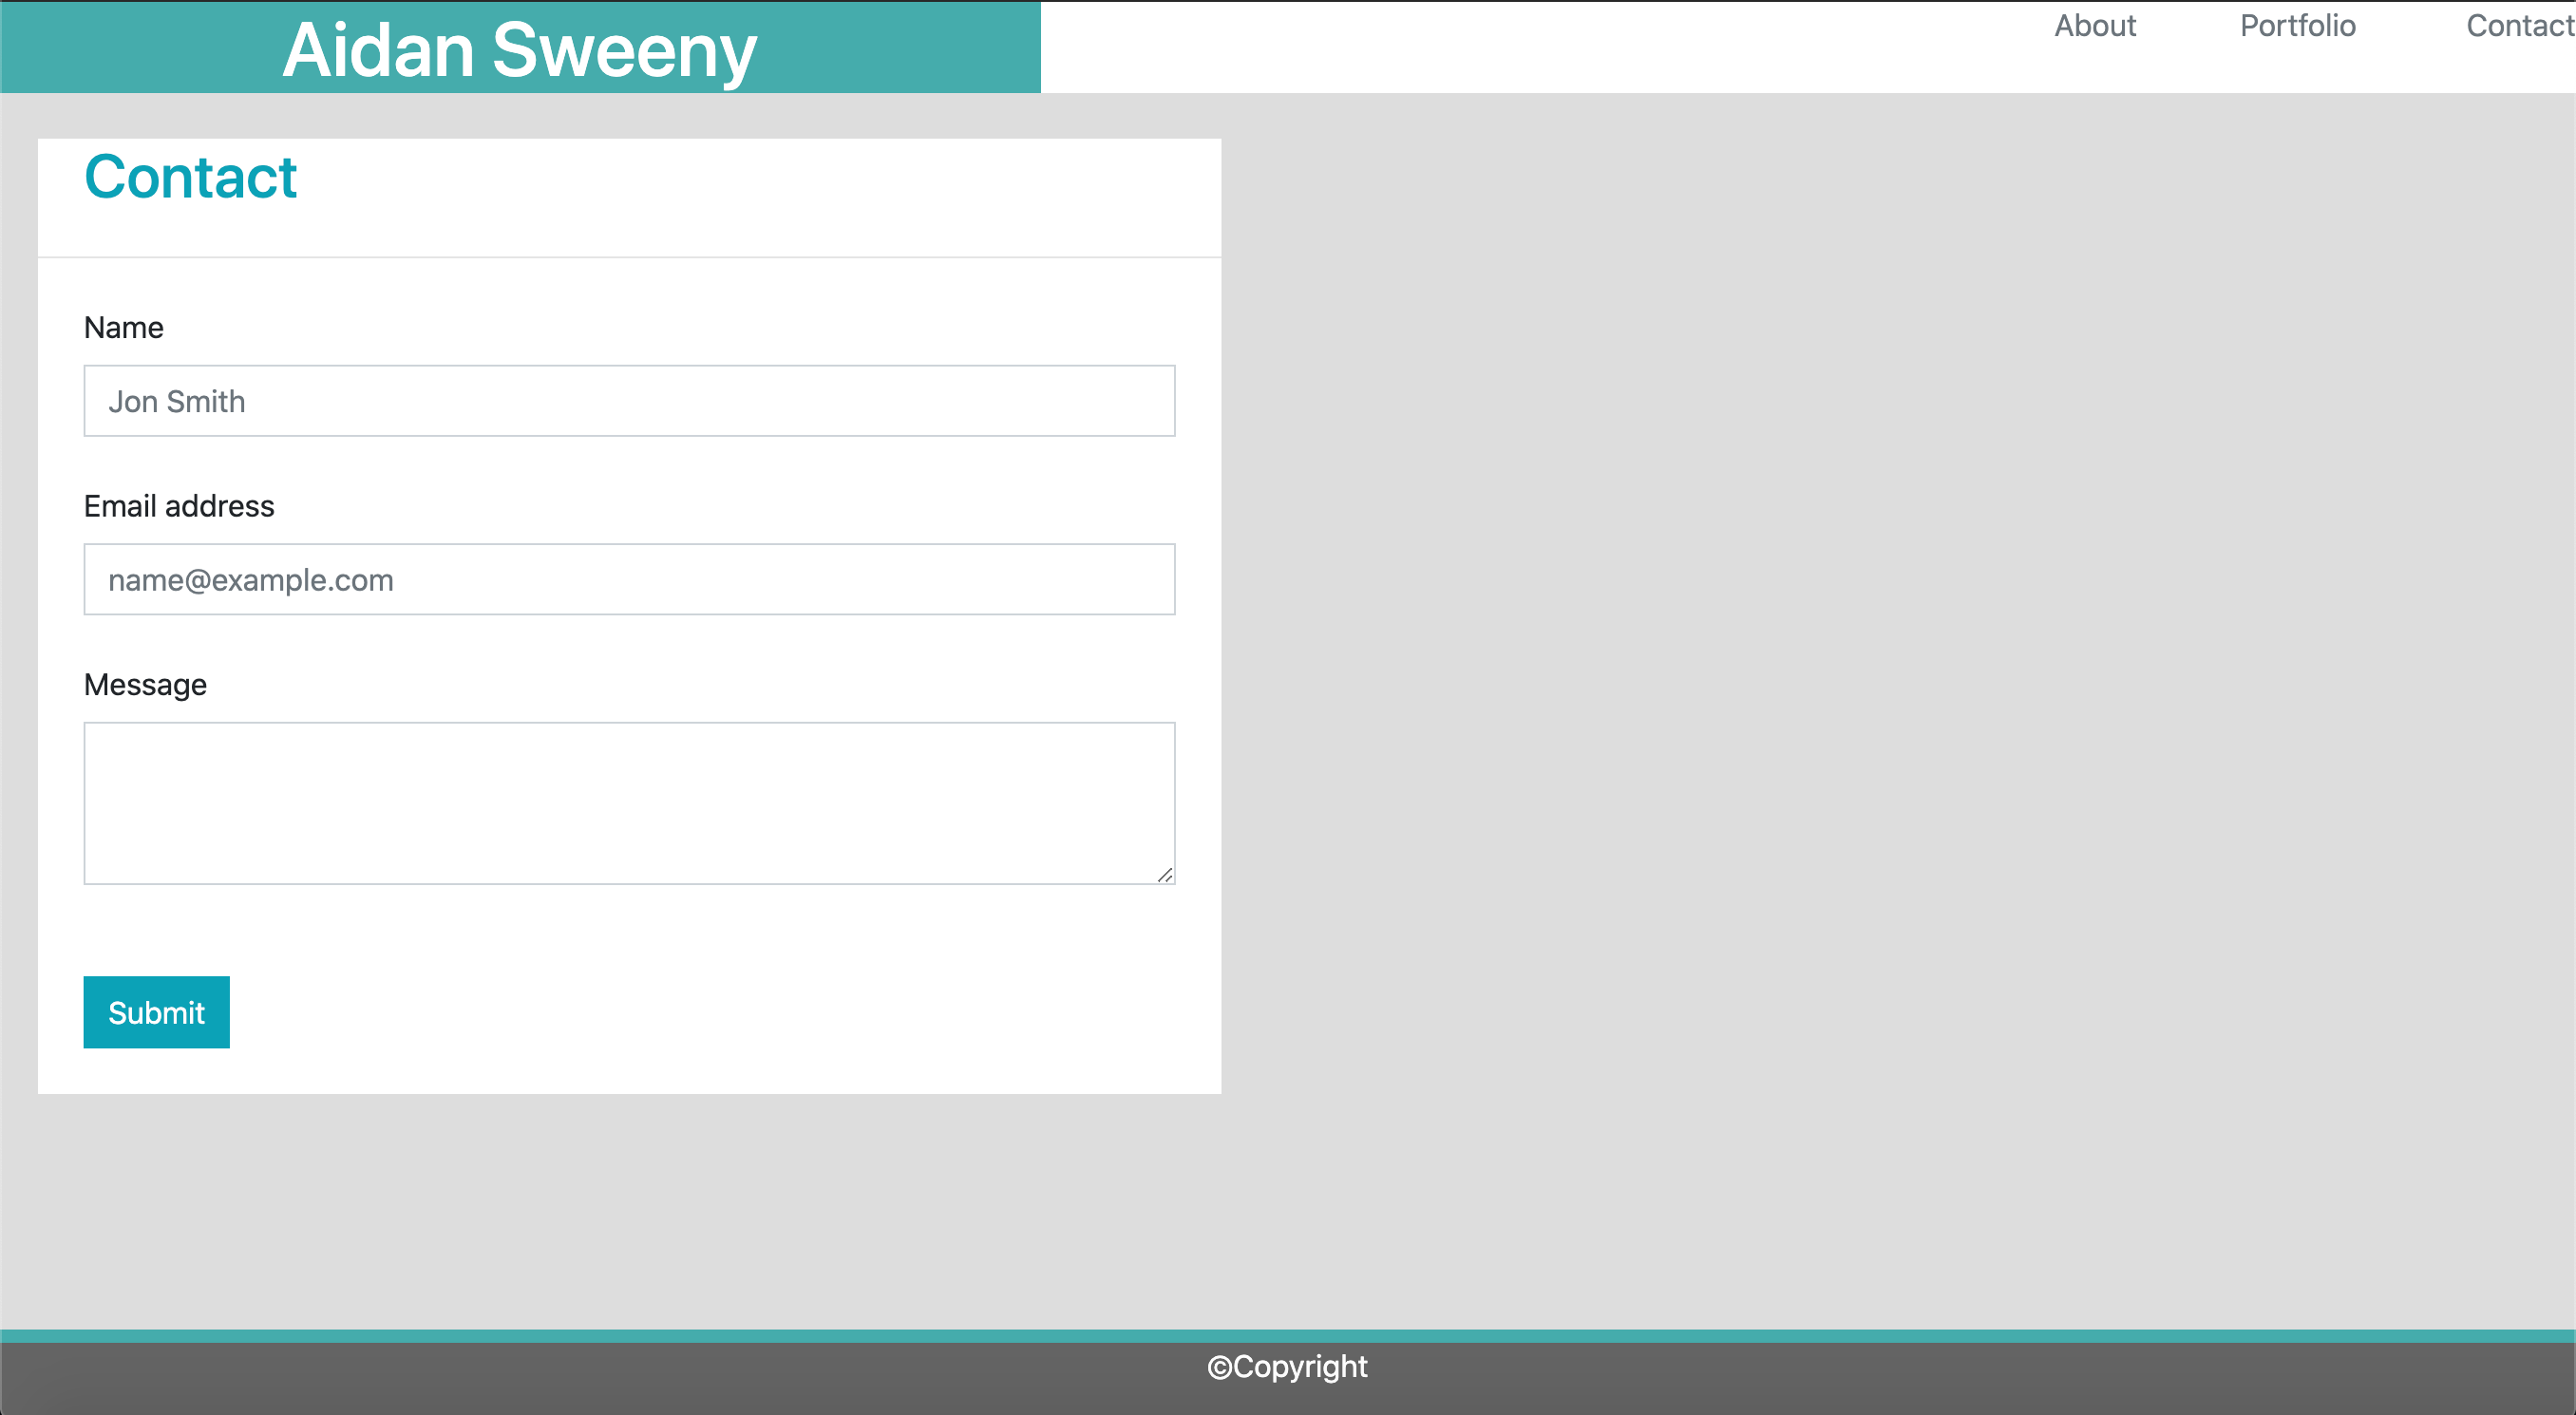 Aidan Sweeny
About Portfolio Contact
Contact
Name
Jon Smith
Email address
name@example.com
Message
Submit
©Copyright